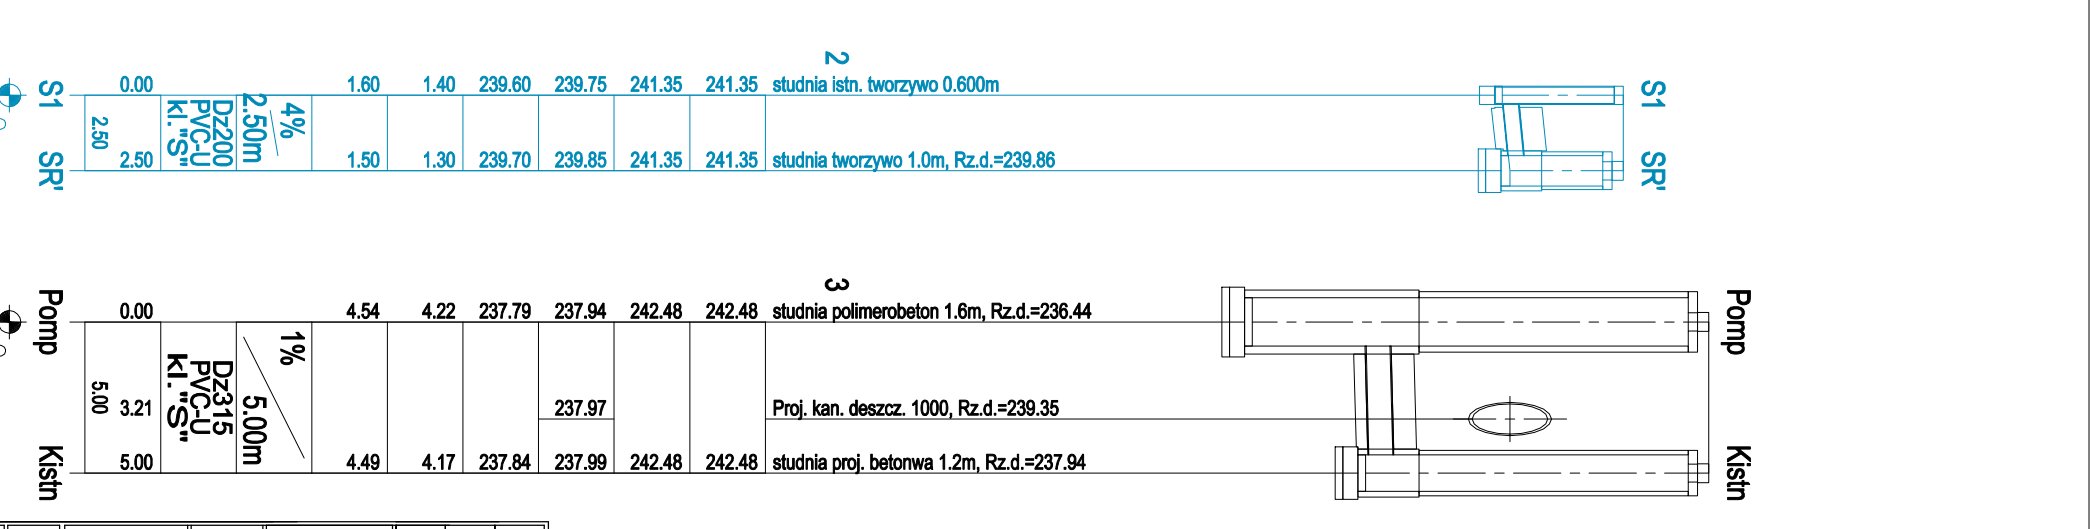 2
S1
0.00
1.60
1.40
239.60
239.75
241.35
241.35
studnia istn. tworzywo 0.600m
S1
2.50
Dz200
PVC-U
kl."S"
2.50m
4%
SR'
2.50
1.50
1.30
239.70
239.85
241.35
241.35
studnia tworzywo 1.0m, Rz.d.=239.86
SR'
3
Pomp
0.00
4.54
4.22
237.79
237.94
242.48
242.48
studnia polimerobeton 1.6m, Rz.d.=236.44
Pomp
1%
5.00
Dz315
PVC-U
kl."S"
5.00m
3.21
237.97
Proj. kan. deszcz. 1000, Rz.d.=239.35
Kistn
5.00
4.49
4.17
237.84
237.99
242.48
242.48
studnia proj. betonwa 1.2m, Rz.d.=237.94
Kistn